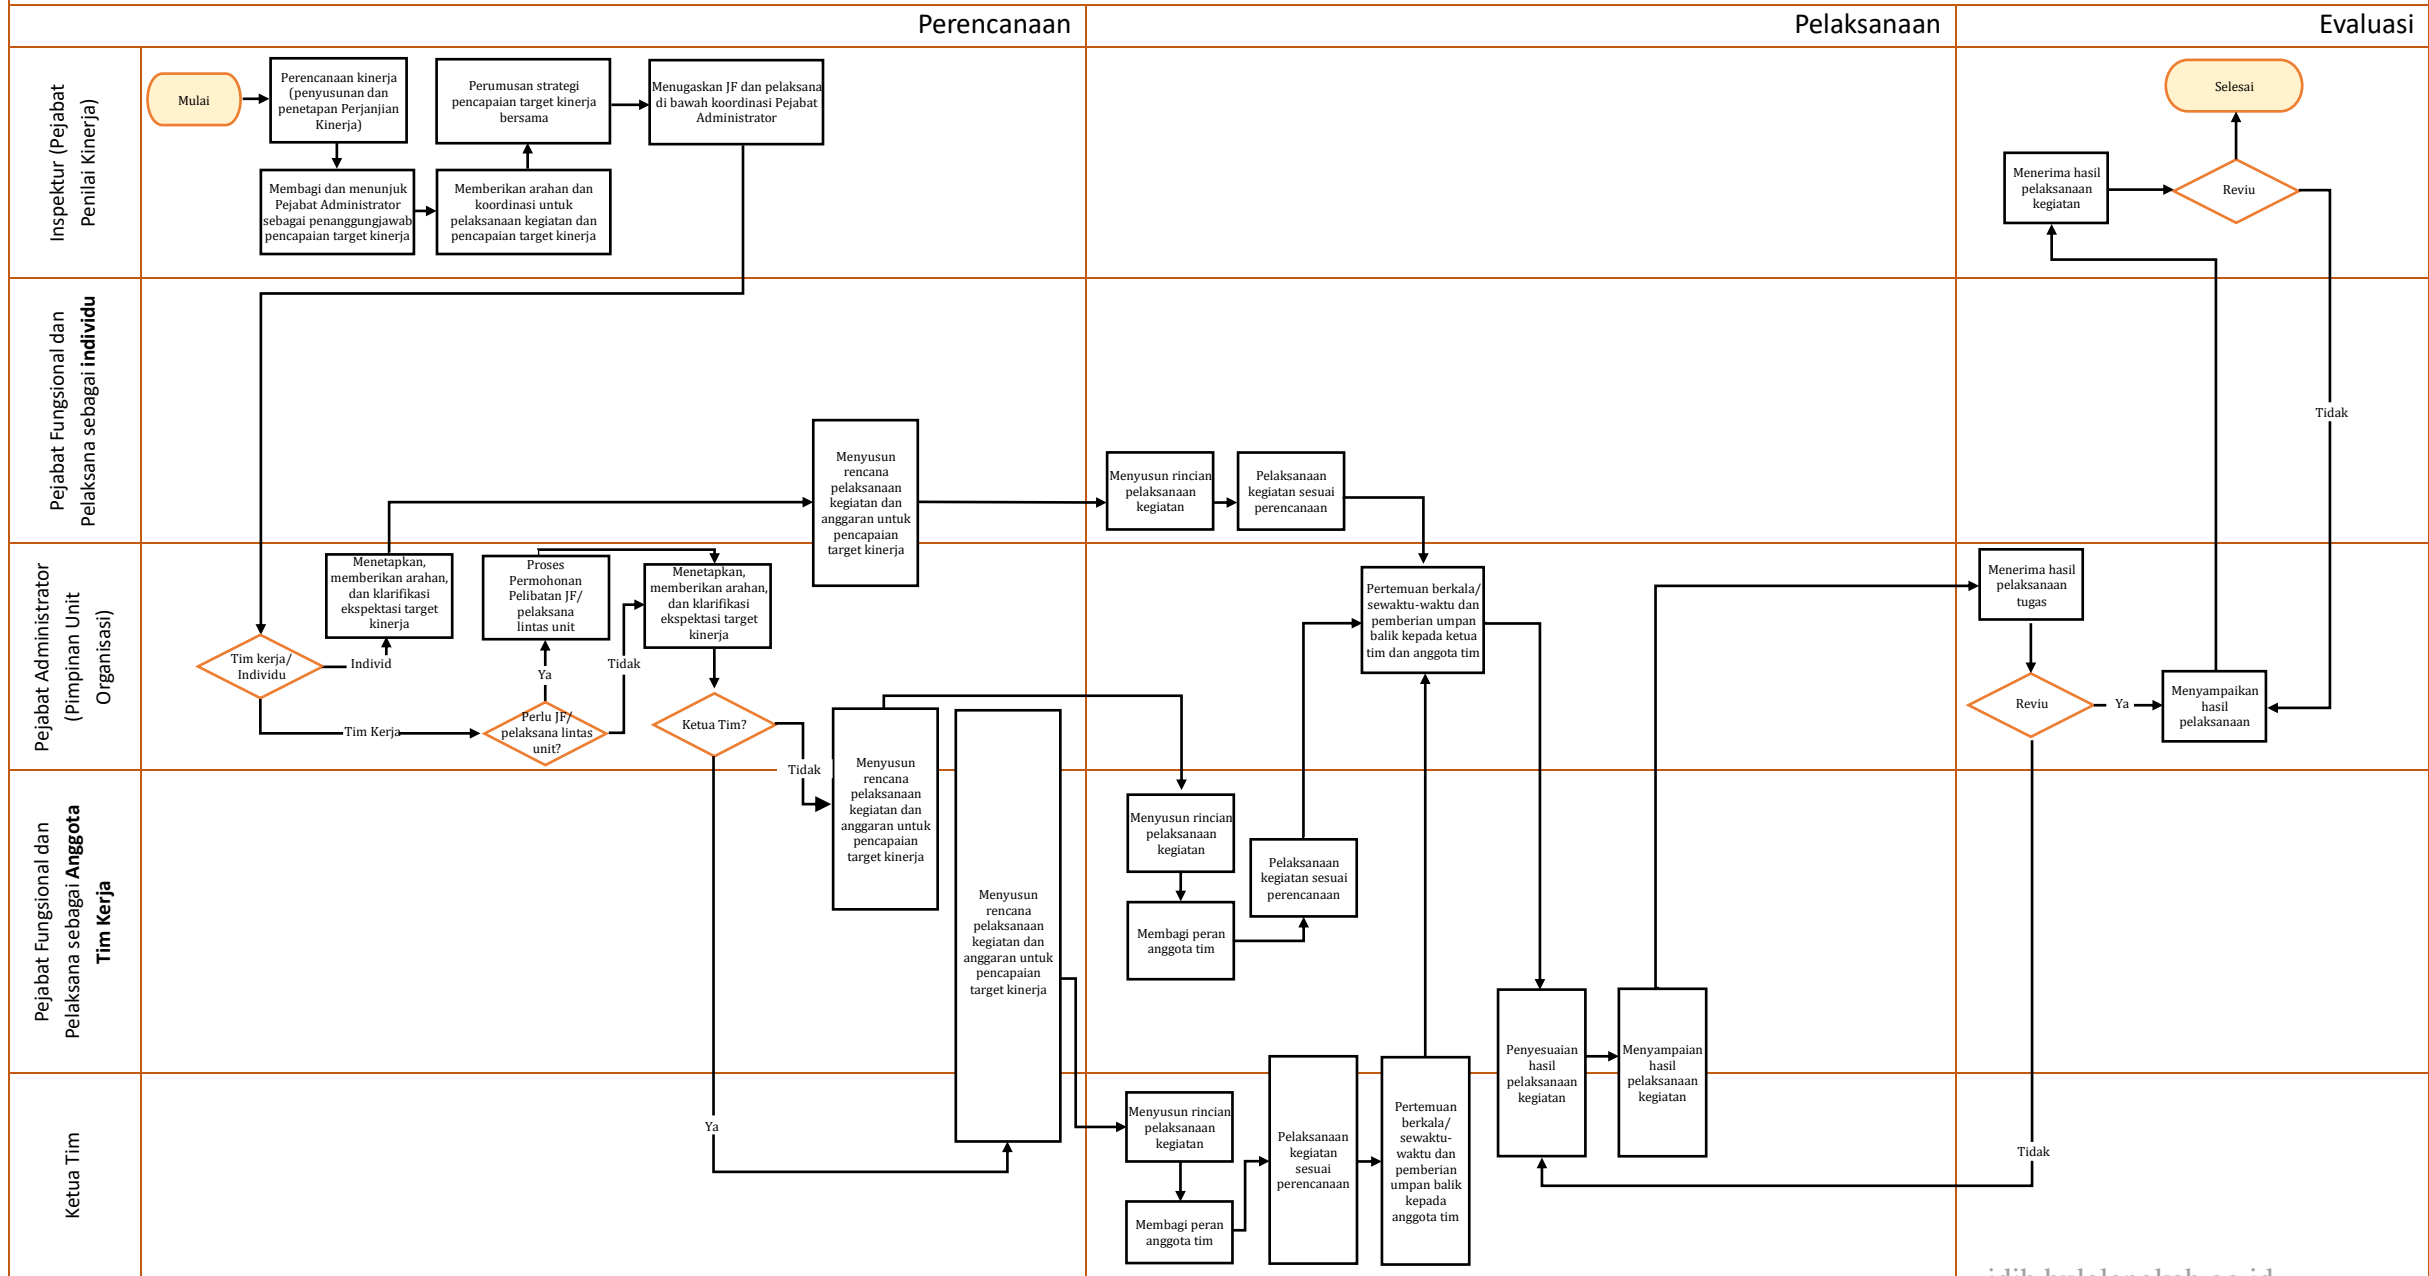 Perencanaan
Pelaksanaan
Evaluasi
Inspektur (Pejabat
Penilai Kinerja)
Mulai
Perencanaan kinerja
(penyusunan dan
penetapan Perjanjian
Kinerja)
Membagi dan menunjuk
Pejabat Administrator
sebagai penanggungjawab
pencapaian target kinerja
Memberikan arahan dan
koordinasi untuk
pelaksanaan kegiatan dan
pencapaian target kinerja
Perumusan strategi
pencapaian target kinerja
bersama
Menugaskan JF dan pelaksana
di bawah koordinasi Pejabat
Administrator
Menerima hasil
pelaksanaan
kegiatan
Reviu
Selesai
Tidak
Pejabat Fungsional dan
Pelaksana sebagai individu
Menyusun
rencana
pelaksanaan
kegiatan dan
anggaran untuk
pencapaian
target kinerja
Menyusun rincian
pelaksanaan
kegiatan
Pelaksanaan
kegiatan sesuai
perencanaan
Pejabat Administrator
(Pimpinan Unit
Organisasi)
Tim kerja/
Individu
Individ
Tim Kerja
Menetapkan,
memberikan arahan,
dan klarifikasi
ekspektasi target
kinerja
Proses
Permohonan
Pelibatan JF/
pelaksana
lintas unit
Ya
Tidak
Perlu JF/
pelaksana lintas
unit?
Menetapkan,
memberikan arahan,
dan klarifikasi
ekspektasi target
kinerja
Ketua Tim?
Tidak
Ya
Pertemuan berkala/
sewaktu-waktu dan
pemberian umpan
balik kepada ketua
tim dan anggota tim
Menerima hasil
pelaksanaan
tugas
Reviu
Ya
Menyampaikan
hasil
pelaksanaan
Tidak
Pejabat Fungsional dan
Pelaksana sebagai Anggota
Tim Kerja
Menyusun
rencana
pelaksanaan
kegiatan dan
anggaran untuk
pencapaian
target kinerja
Menyusun
rencana
pelaksanaan
kegiatan dan
anggaran untuk
pencapaian
target kinerja
Menyusun rincian
pelaksanaan
kegiatan
Membagi peran
anggota tim
Pelaksanaan
kegiatan sesuai
perencanaan
Penyesuaian
hasil
pelaksanaan
kegiatan
Menyampaian
hasil
pelaksanaan
kegiatan
Ketua Tim
Menyusun rincian
pelaksanaan
kegiatan
Membagi peran
anggota tim
Pelaksanaan
kegiatan
sesuai
perencanaan
Pertemuan
berkala/
sewaktu-
waktu dan
pemberian
umpan balik
kepada
anggota tim